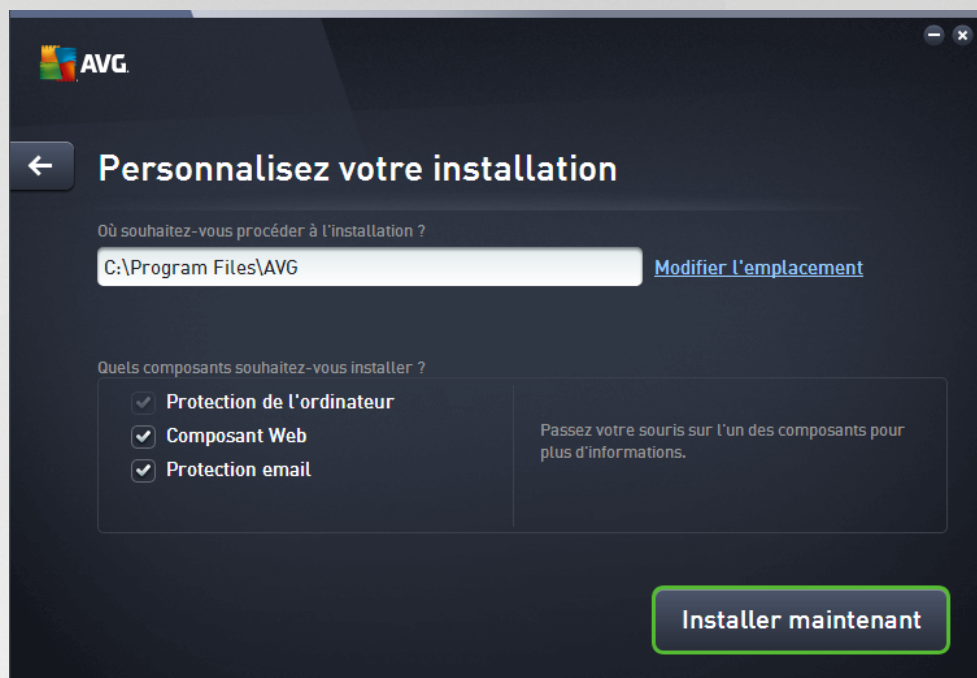 AVG.
Personnalisez votre installation
Où souhaitez-vous procéder à l'installation ?
C:\Program Files\AVG
Modifier l'emplacement
Quels composants souhaitez-vous installer ?
Protection de l'ordinateur
Composant Web
Protection email
Passez votre souris sur l'un des composants pour
plus d'informations.
Installer maintenant